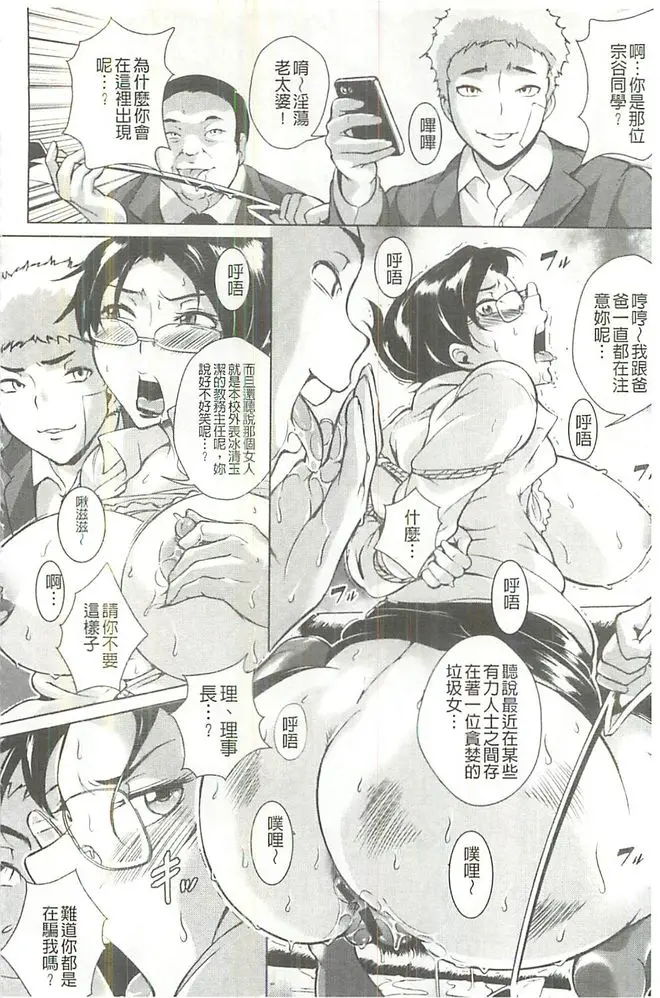 啊…你是那位
宗谷同學？
嗶嗶
唷～淫蕩
老太婆！
為什麼你會
在這裡出現
呢…？
哼哼～我跟爸
爸一直都在注
意妳呢…
ブル
呼唔
呼唔
ブル
什麼…
呼唔
聽說最近在某些
有力人士之間存
在著一位貪婪的
垃圾女…
噗哩～
噗哩～
ブルッ
呼唔
而且還聽說那個女人
就是本校外表冰清玉
潔的教務主任呢，妳
說好不好笑呢…？
啾滋滋～
啊…
請你不要
這樣子
理、理事
長…？
呼唔
キッ
難道你都是
在騙我嗎？